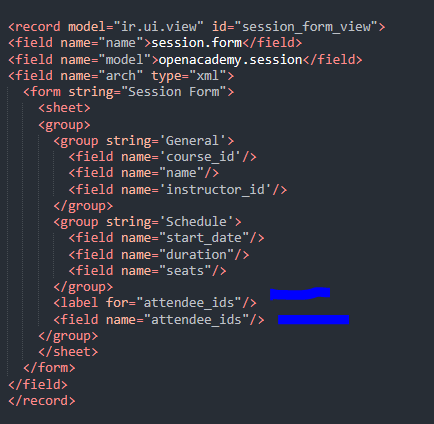 <record model="ir.ui.view" id="session_form_view">
<field name="name">session.form</field>
<field name="model">openacademy.session</field>
<field name="arch" type="xml">
<form string="Session Form">
<sheet>
<group>
<group string='General'>
<field name='course_id'/>
<field name="name"/>
<field name='instructor_id'/>
</group>
<group string='Schedule'>
<field name="start_date"/>
<field name="duration"/>
<field name="seats"/>
</group>
<label for="attendee_ids"/>
<field name="attendee_ids"/>
</group>
</sheet>
</form>
</field>
</record>